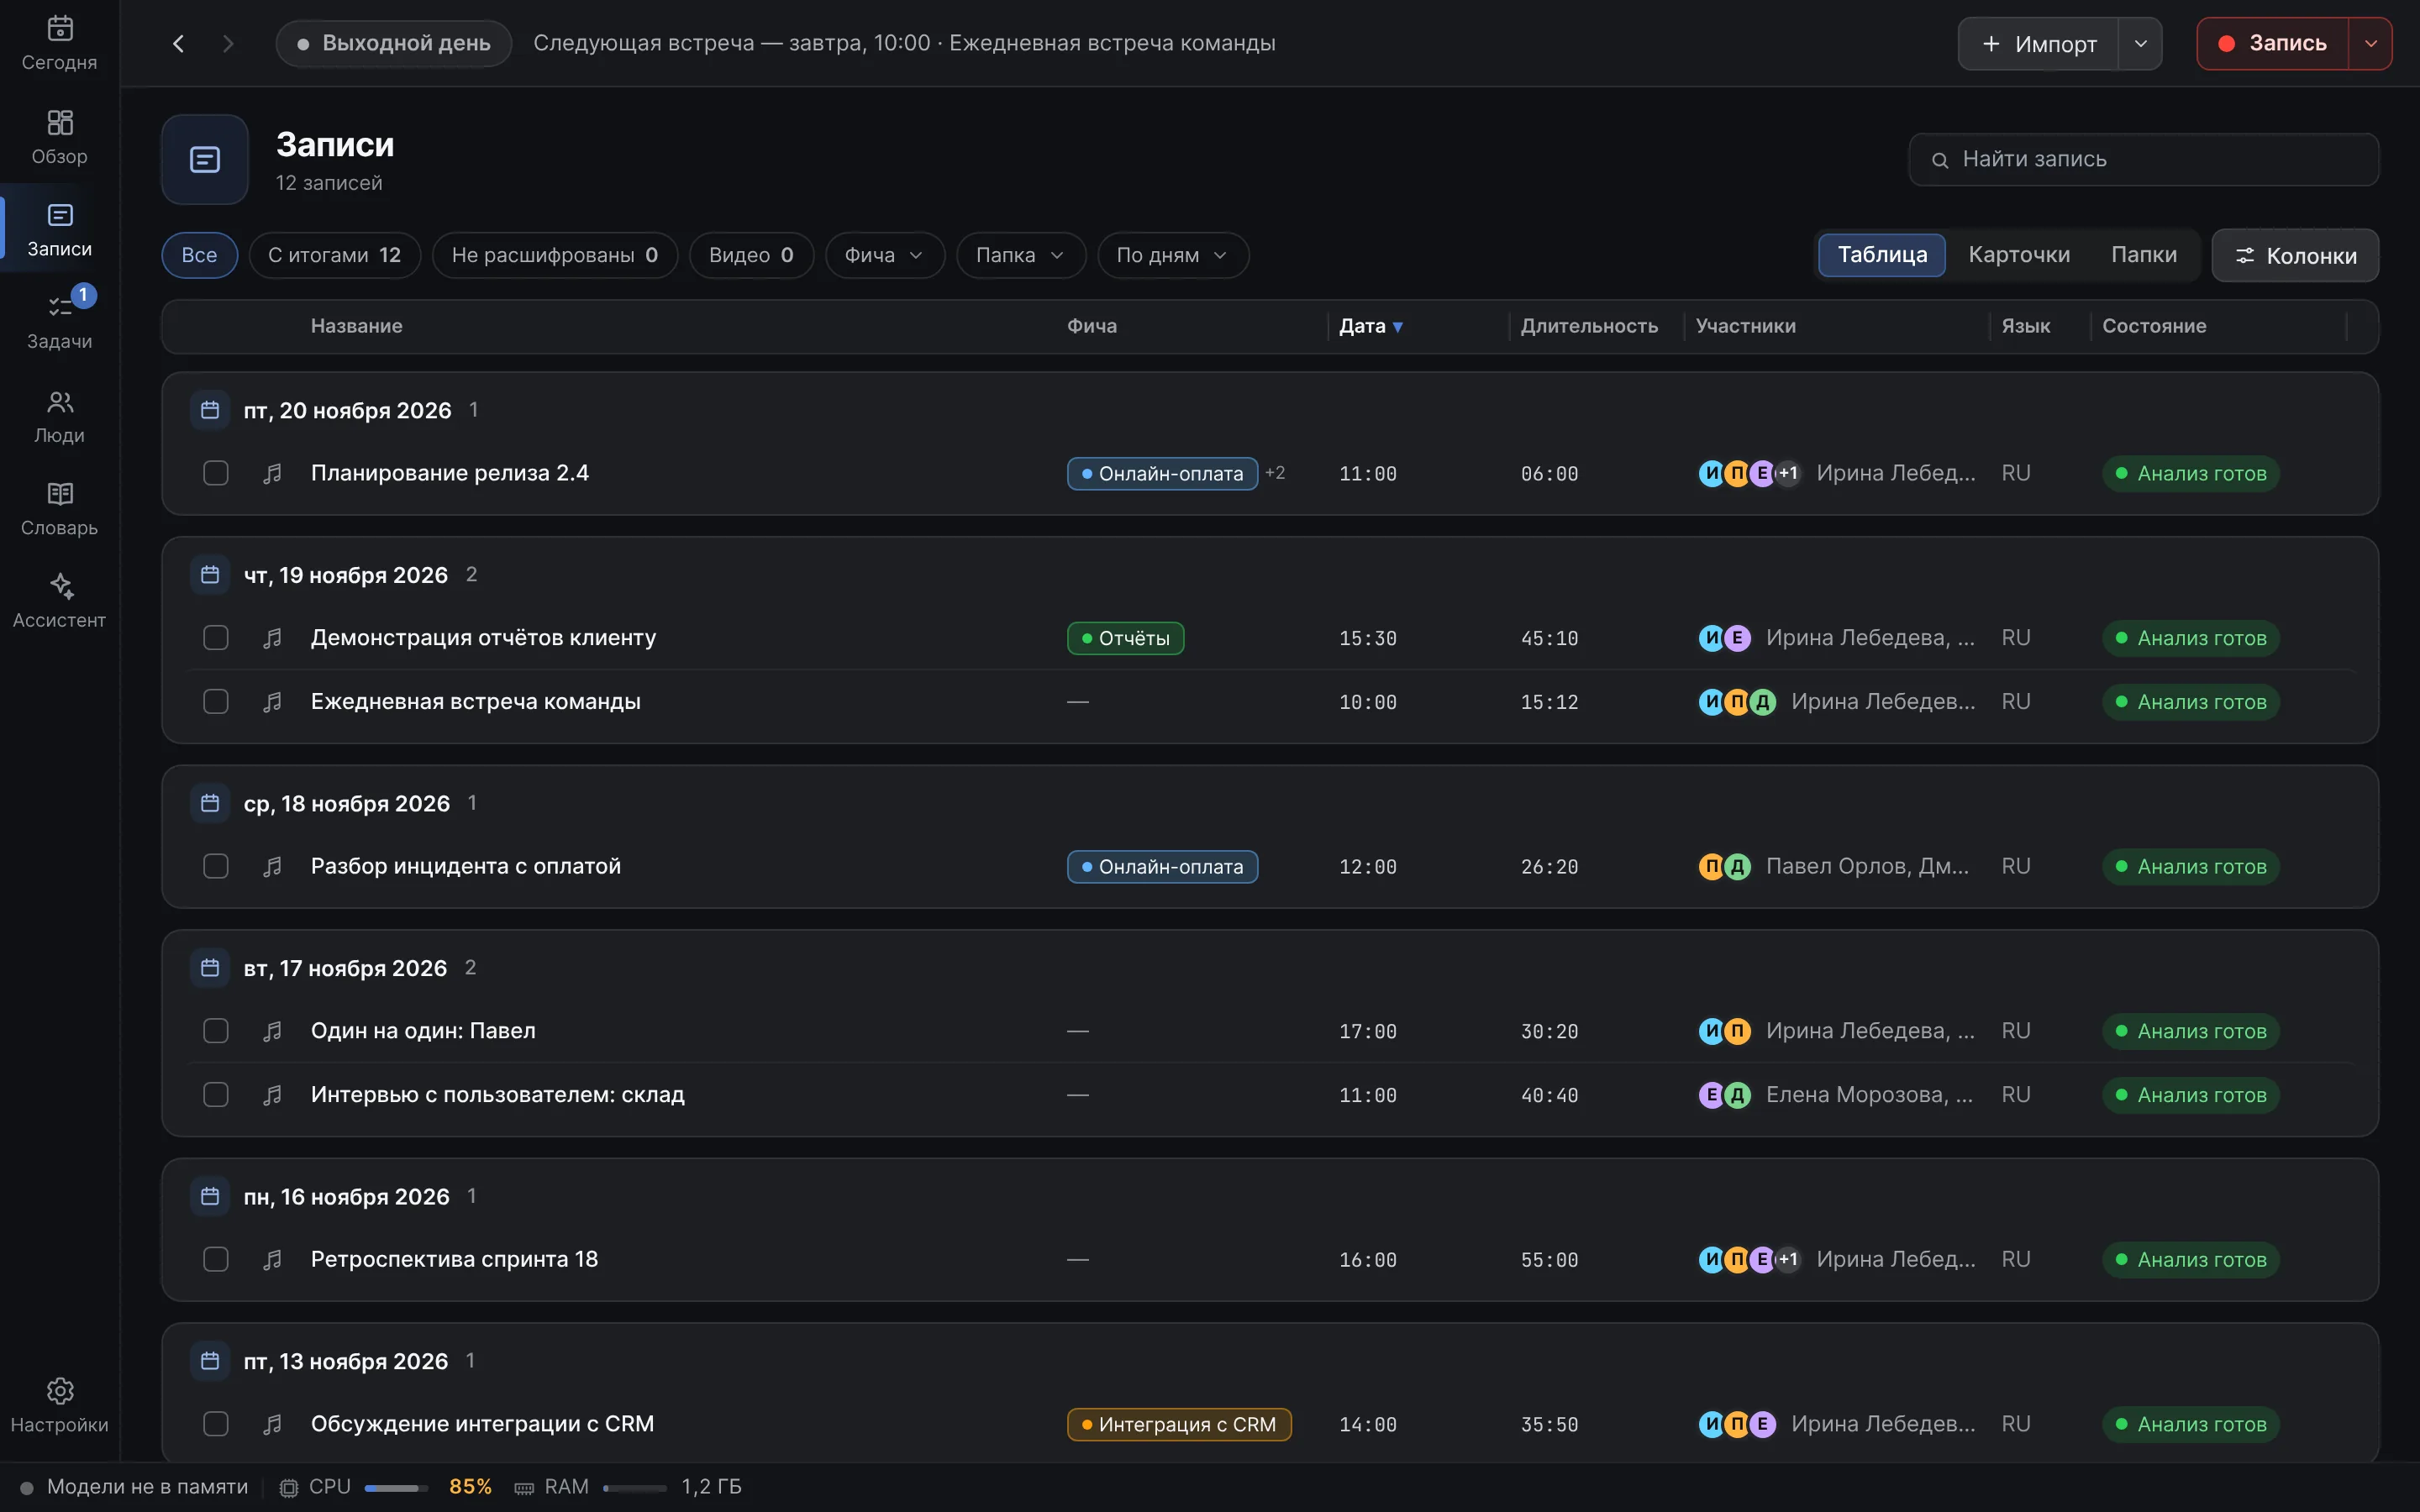 Сегодня
Обзор
Записи
1
Задачи
Люди
Словарь
Ассистент
Настройки
Выходной день
Следующая встреча — завтра, 10:00 · Ежедневная встреча команды
Импорт
Запись
Записи
12 записей
Найти запись
Все
С итогами 12
Не расшифрованы 0
Видео 0
Фича
Папка
По дням
Таблица
Карточки
Папки
Колонки
Название Фича Дата ▼ Длительность Участники Язык Состояние
пт, 20 ноября 2026 1
Планирование релиза 2.4 Онлайн-оплата +2 11:00 06:00 И П Е +1 Ирина Лебед... RU Анализ готов
чт, 19 ноября 2026 2
Демонстрация отчётов клиенту Отчёты 15:30 45:10 И Е Ирина Лебедева, ... RU Анализ готов
Ежедневная встреча команды — 10:00 15:12 И П Д Ирина Лебедев... RU Анализ готов
ср, 18 ноября 2026 1
Разбор инцидента с оплатой Онлайн-оплата 12:00 26:20 П Д Павел Орлов, Дм... RU Анализ готов
вт, 17 ноября 2026 2
Один на один: Павел — 17:00 30:20 И П Ирина Лебедева, ... RU Анализ готов
Интервью с пользователем: склад — 11:00 40:40 Е Д Елена Морозова, ... RU Анализ готов
пн, 16 ноября 2026 1
Ретроспектива спринта 18 — 16:00 55:00 И П Е +1 Ирина Лебед... RU Анализ готов
пт, 13 ноября 2026 1
Обсуждение интеграции с CRM Интеграция с CRM 14:00 35:50 И П Е Ирина Лебедев... RU Анализ готов
Модели не в памяти CPU 85% RAM 1,2 ГБ